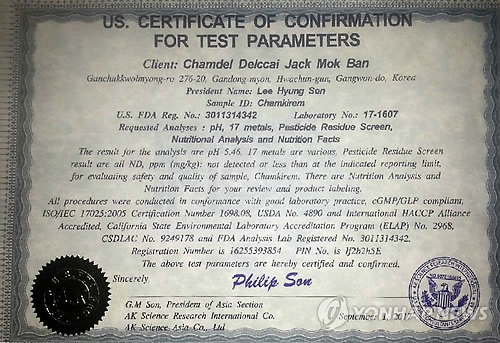 US. CERTIFICATE OF CONFIRMATION
FOR TEST PARAMETERS
Client: Chamdel Delccai Jack Mok Ban
Ganchukkwolmyong-ro 276-20, Gandong-myon, Hwachun-gun, Gangwon-do, Korea
President Name: Lee Hyung Son
Sample ID: Chamkirem
U.S. FDA Reg. No.: 3011314342 Laboratory No.: 17-1607
Requested Analyses : pH, 17 metals, Pesticide Residue Screen,
Nutritional Analysis and Nutrition Facts
The result for the analysis are pH 5.46, 17 metals are various, Pesticide Residue Screen
result are all ND, ppm (mg/kg); not detected or less than at the indicated reporting limit,
for evaluating safety and quality of sample, Chamkirem. There are Nutrition Analysis and
Nutrition Facts for your review and product labeling.
All procedures were conducted in conformance with good laboratory practice, cGMP/GLP compliant,
ISO/IEC 17025:2005 Certification Number 1698.08, USDA No. 4890 and International HACCP Alliance
Accredited, California State Environmental Laboratory Accreditation Program (ELAP) No. 2968,
CSDLAC No. 9249178 and FDA Analysis Lab Registered No. 3011314342.
Registration Number is 16255393854 PIN No. is
The above test parameters are hereby certified and confirmed.
Sincerely
Philip Son
G.M Son, President of Asia Section
AK Science Research International Co.
AK Science Asia Co., Ltd
September 1, 2017
YONHAPNEWS